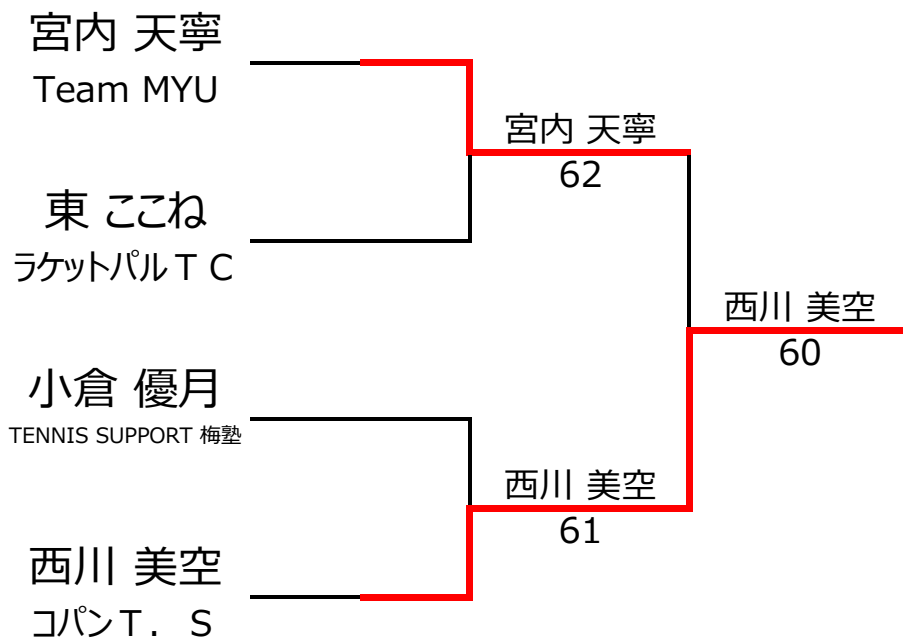 宮内 天寧
Team MYU
東 ここね
ラケットパルＴＣ
小倉 優月
TENNIS SUPPORT 梅塾
西川 美空
コパンＴ．Ｓ
宮内 天寧
62
西川 美空
61
西川 美空
60